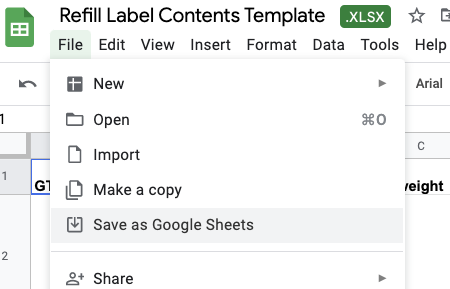 Refill Label Contents Template .XLSX
File Edit View Insert Format Data Tools Help
New
Arial
Open ⌘O
1
Import
C
Make a copy
1
GT
weight
Save as Google Sheets
2
Share